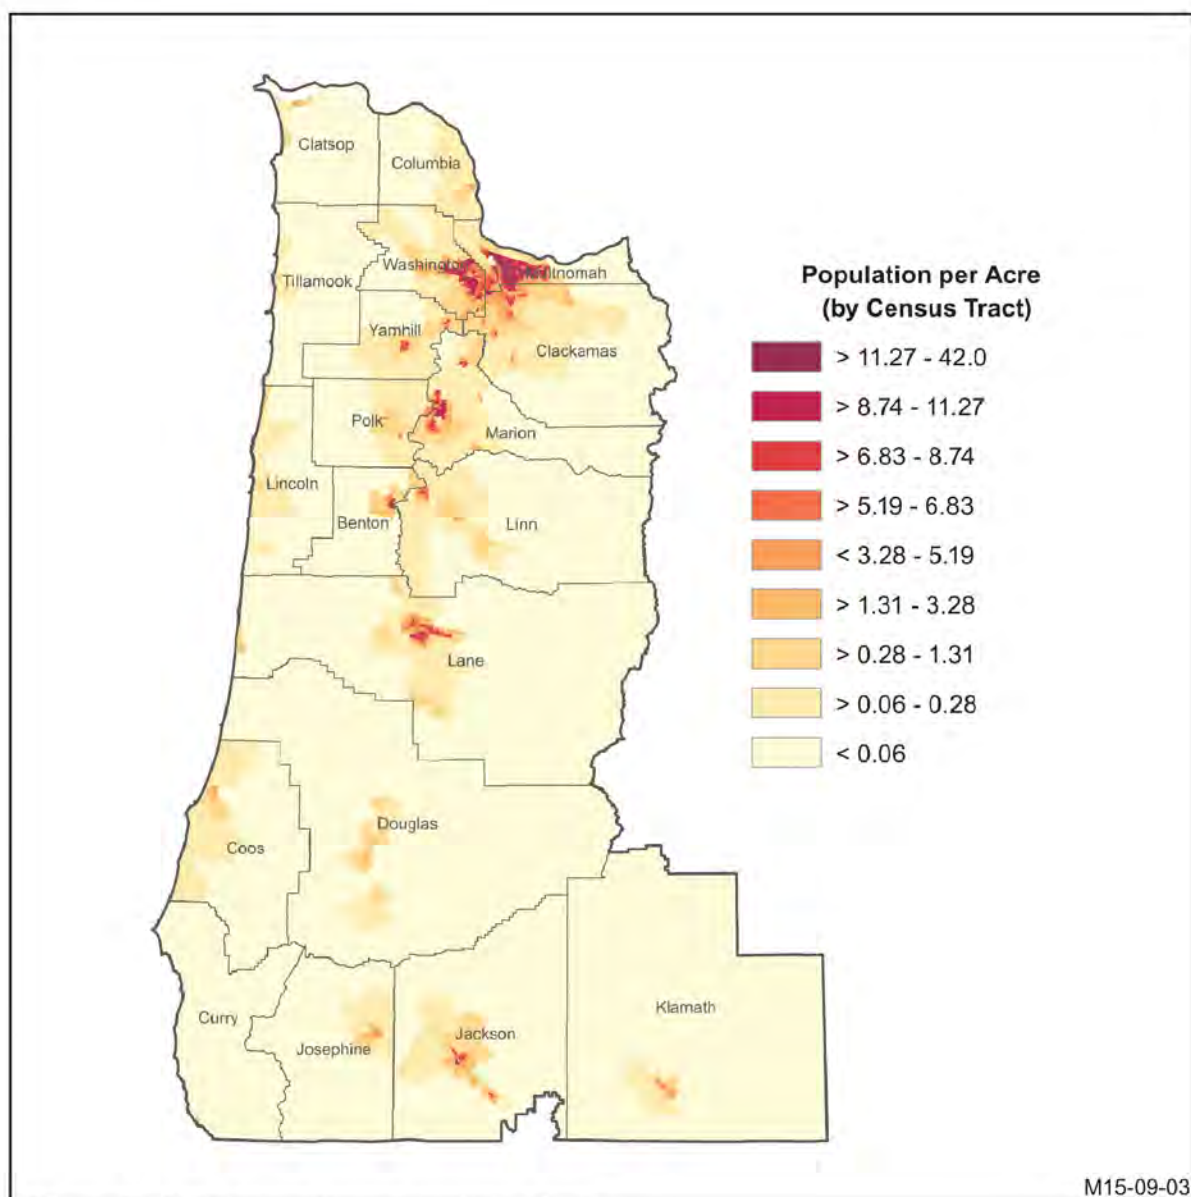 Clatsop
Columbia
Tillamook
Washington
Multnomah
Yamhill
Clackamas
Polk
Marion
Lincoln
Benton
Linn
Lane
Douglas
Coos
Curry
Josephine
Jackson
Klamath
Population per Acre
(by Census Tract)
> 11.27 - 42.0
> 8.74 - 11.27
> 6.83 - 8.74
> 5.19 - 6.83
< 3.28 - 5.19
> 1.31 - 3.28
> 0.28 - 1.31
> 0.06 - 0.28
< 0.06
M15-09-03